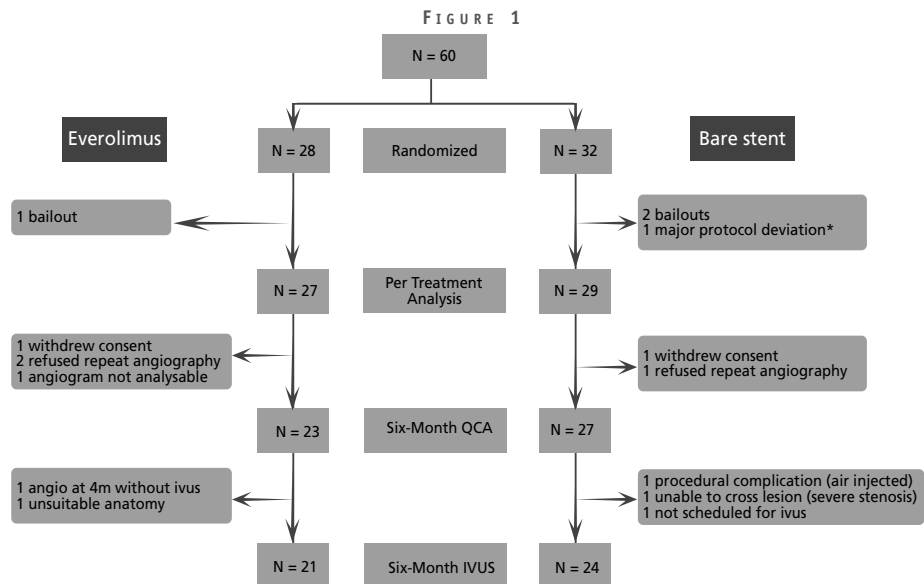 FIGURE 1
N = 60
Everolimus
N = 28
Randomized
N = 32
Bare stent
1 bailout
2 bailouts
1 major protocol deviation*
N = 27
Per Treatment
Analysis
N = 29
1 withdrew consent
2 refused repeat angiography
1 angiogram not analysable
1 withdrew consent
1 refused repeat angiography
N = 23
Six-Month QCA
N = 27
1 angio at 4m without ivus
1 unsuitable anatomy
1 procedural complication (air injected)
1 unable to cross lesion (severe stenosis)
1 not scheduled for ivus
N = 21
Six-Month IVUS
N = 24